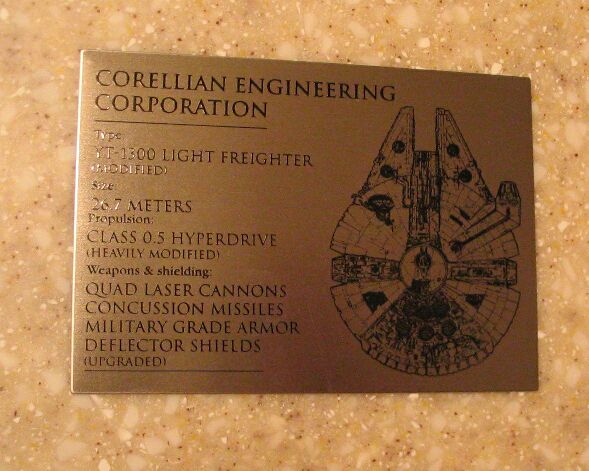 CORELLIAN ENGINEERING
CORPORATION
Type:
YT-1300 LIGHT FREIGHTER
(MODIFIED)
Size:
26.7 METERS
Propulsion:
CLASS 0.5 HYPERDRIVE
(HEAVILY MODIFIED)
Weapons & shielding:
QUAD LASER CANNONS
CONCUSSION MISSILES
MILITARY GRADE ARMOR
DEFLECTOR SHIELDS
(UPGRADED)